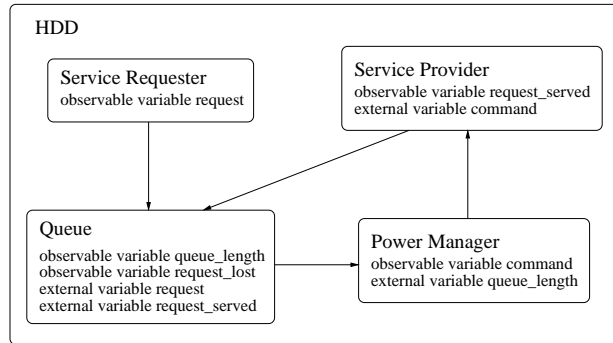 HDD
Service Requester
observable variable request
Service Provider
observable variable request_served
external variable command
Queue
observable variable queue_length
observable variable request_lost
external variable request
external variable request_served
Power Manager
observable variable command
external variable queue_length